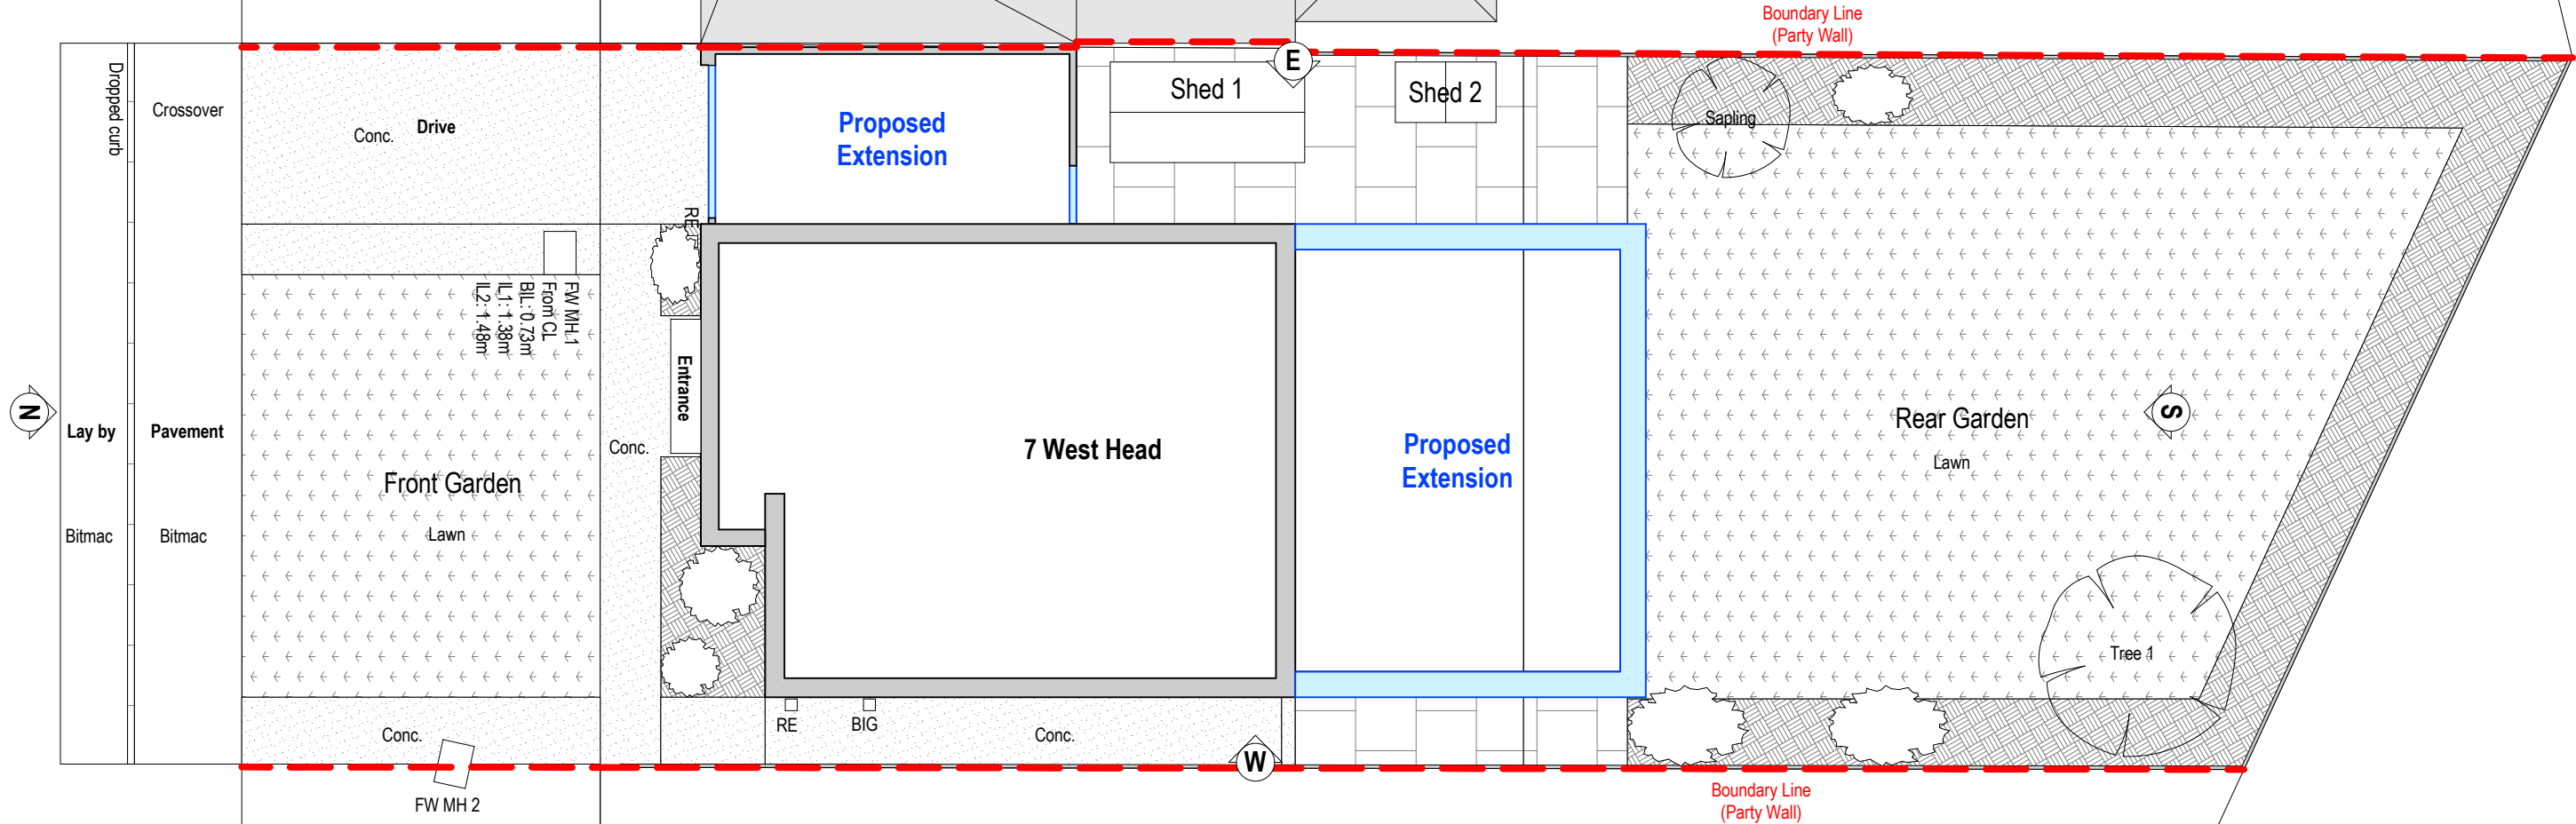 Boundary Line
(Party Wall)
E
Dropped curb
Crossover
Conc.
Drive
Proposed
Extension
Shed 1
Shed 2
Sapling
RE
FW MH 1
From CL
BIL: 0.73m
IL1: 1.38m
IL2: 1.48m
Entrance
N
Lay by
Pavement
Conc.
7 West Head
Proposed
Extension
Rear Garden
Lawn
S
Front Garden
Lawn
Bitmac
Bitmac
Tree 1
Conc.
RE
BIG
Conc.
W
FW MH 2
Boundary Line
(Party Wall)